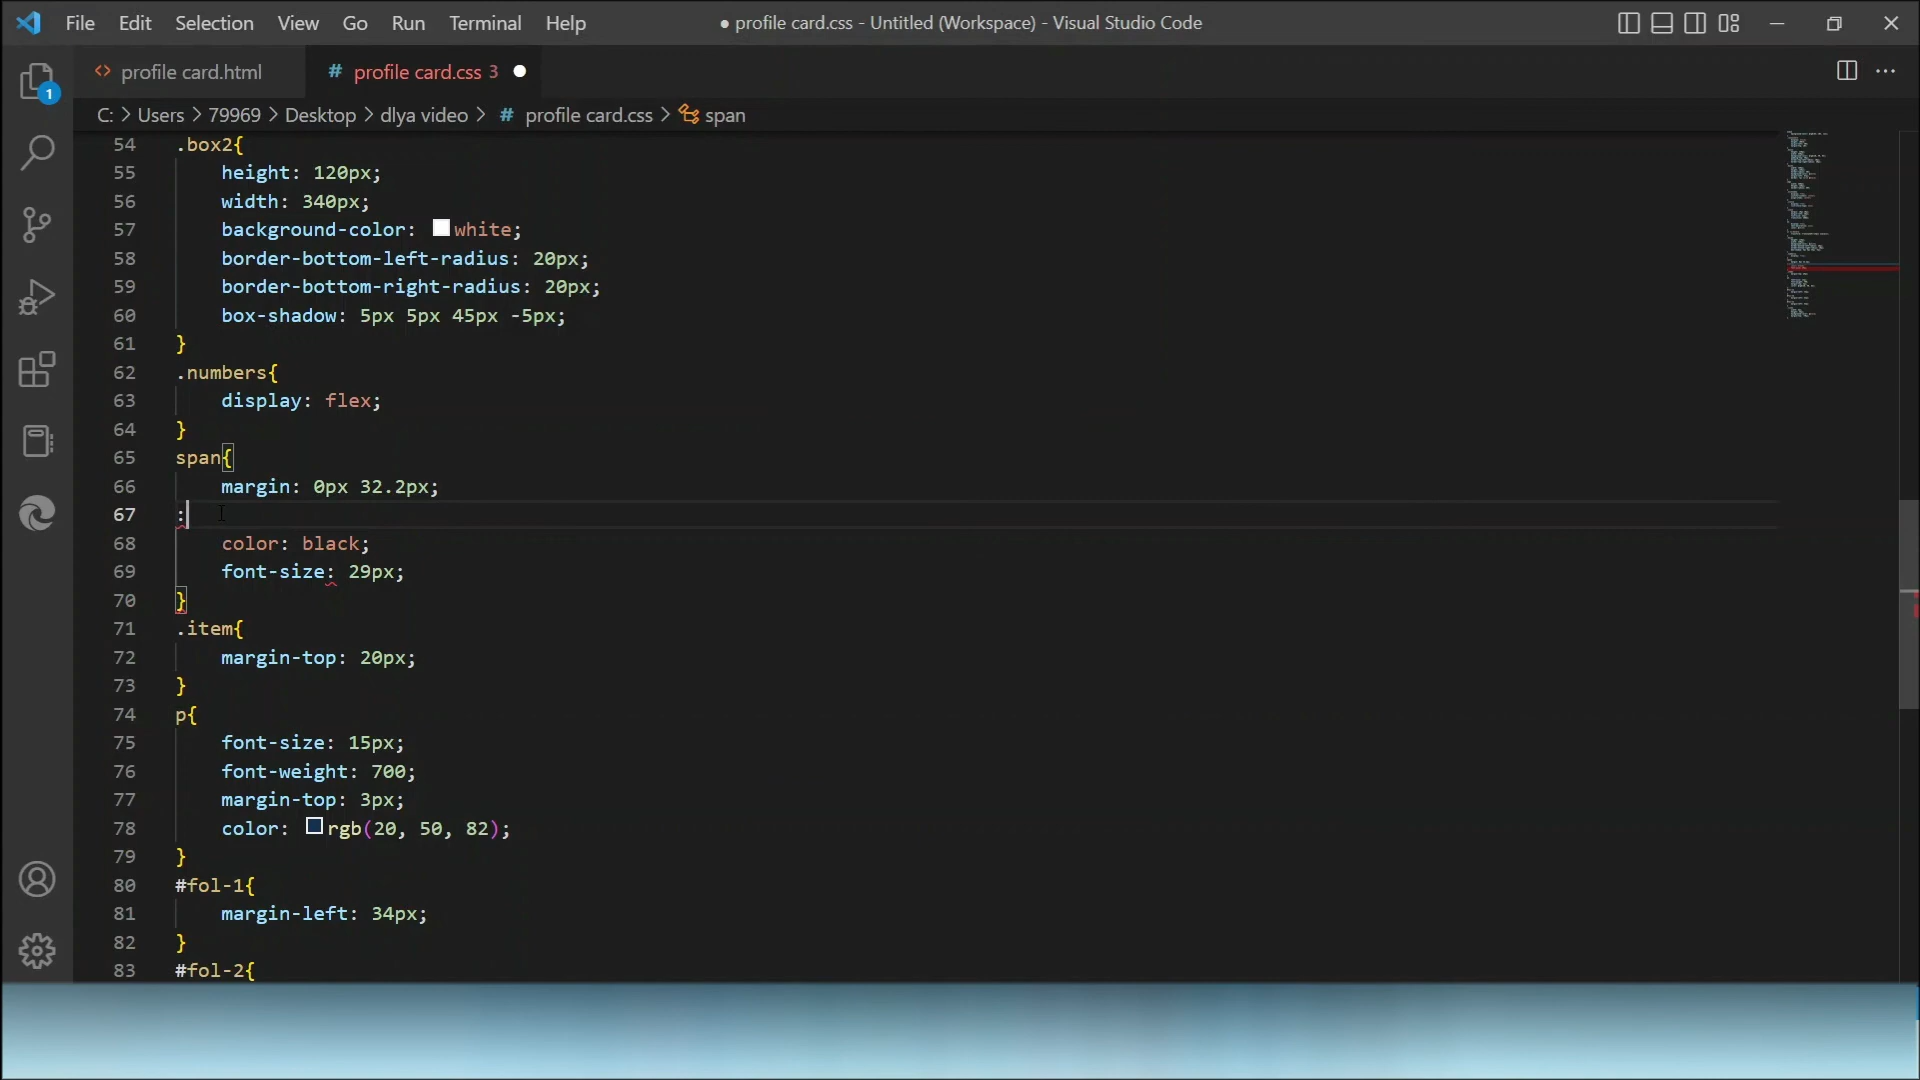 File Edit Selection View Go Run Terminal Help ● profile card.css - Untitled (Workspace) - Visual Studio Code
<> profile card.html # profile card.css 3 ●
1
C: > Users > 79969 > Desktop > dlya video > # profile card.css > span
54 .box2{
55 height: 120px;
56 width: 340px;
57 background-color: white;
58 border-bottom-left-radius: 20px;
59 border-bottom-right-radius: 20px;
60 box-shadow: 5px 5px 45px -5px;
61 }
62 .numbers{
63 display: flex;
64 }
65 span{
66 margin: 0px 32.2px;
67 :
68 color: black;
69 font-size: 29px;
70 }
71 .item{
72 margin-top: 20px;
73 }
74 p{
75 font-size: 15px;
76 font-weight: 700;
77 margin-top: 3px;
78 color: rgb(20, 50, 82);
79 }
80 #fol-1{
81 margin-left: 34px;
82 }
83 #fol-2{